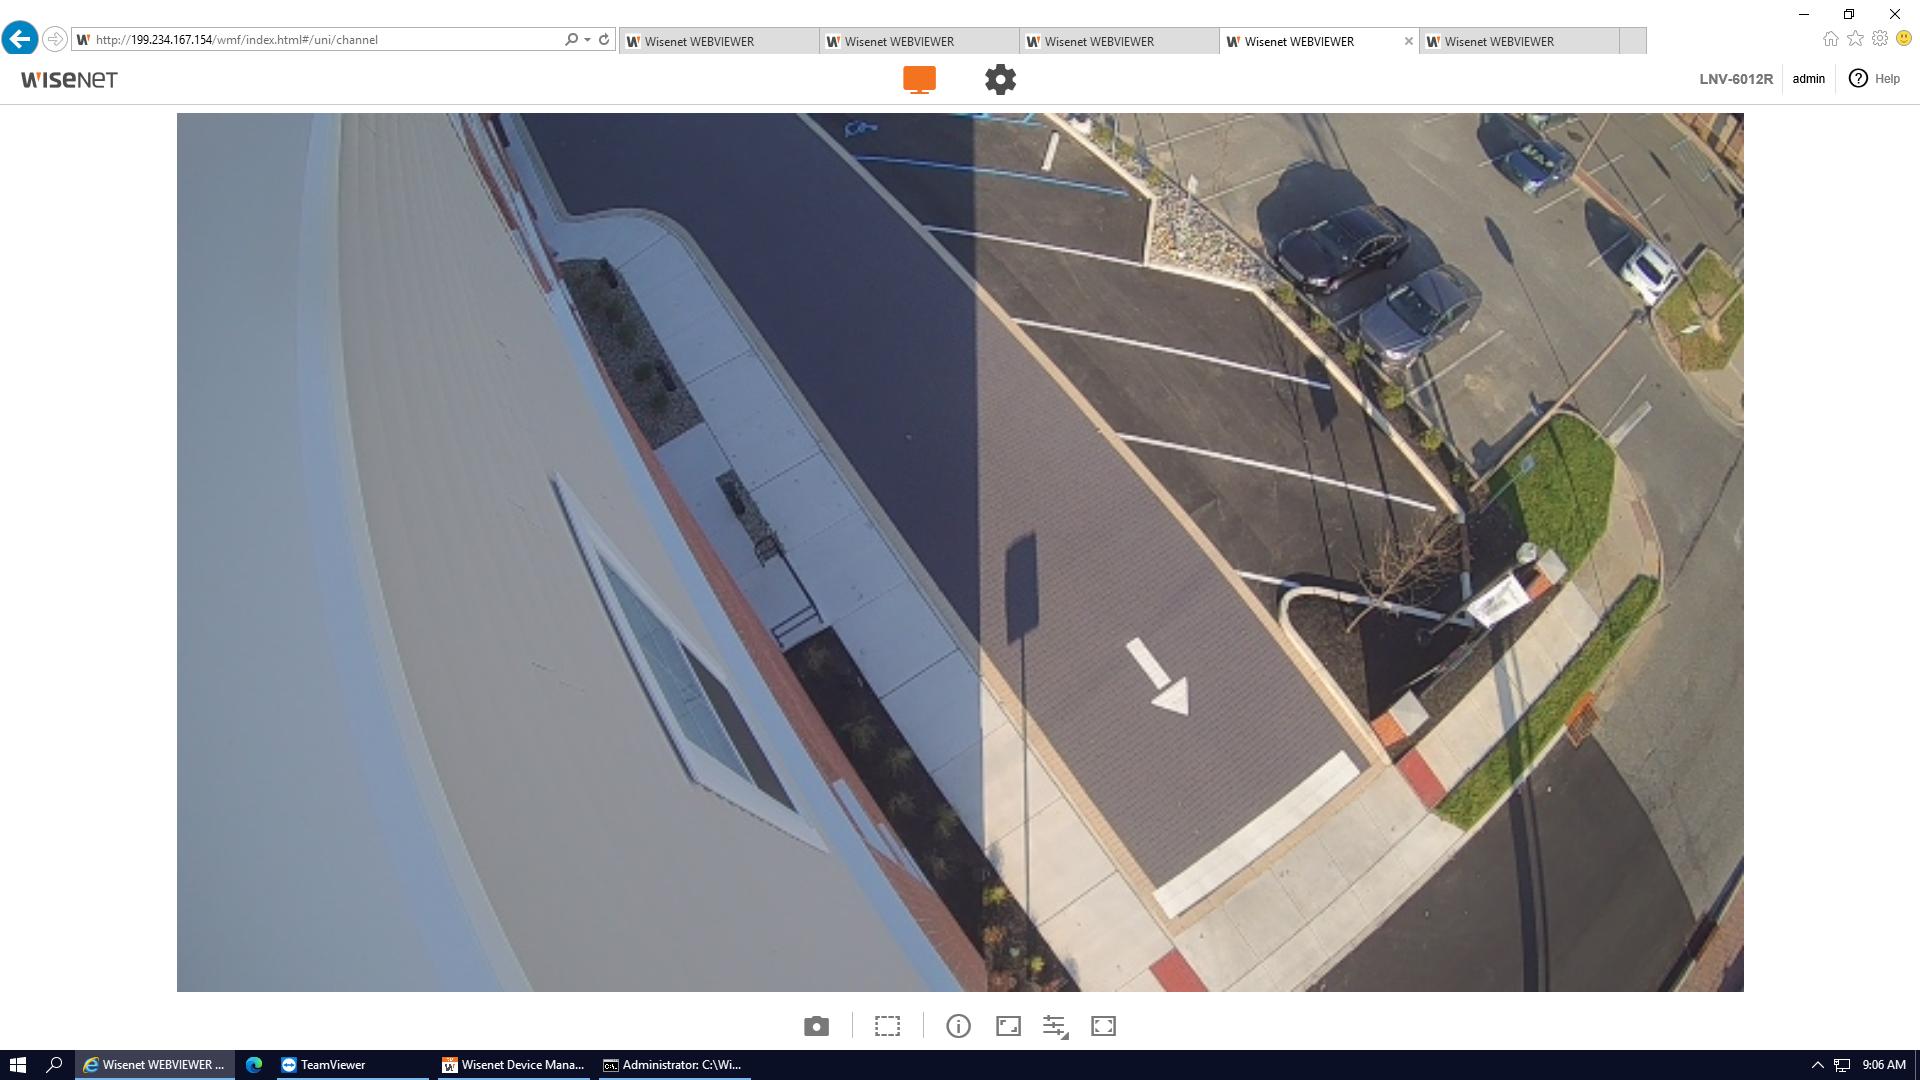 http://199.234.167.154/wmf/index.html#/uni/channel
Wisenet WEBVIEWER
Wisenet WEBVIEWER
Wisenet WEBVIEWER
Wisenet WEBVIEWER
Wisenet WEBVIEWER
WISENET
LNV-6012R
admin
Help
Wisenet WEBVIEWER ...
TeamViewer
Wisenet Device Mana...
Administrator: C:\Wi...
9:06 AM